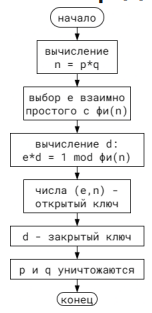 начало
вычисление
n = p*q
выбор е взаимно
простого с фи(n)
вычисление d:
e*d = 1 mod фи(n)
числа (e,n) -
открытый ключ
d - закрытый ключ
р и q уничтожаются
конец